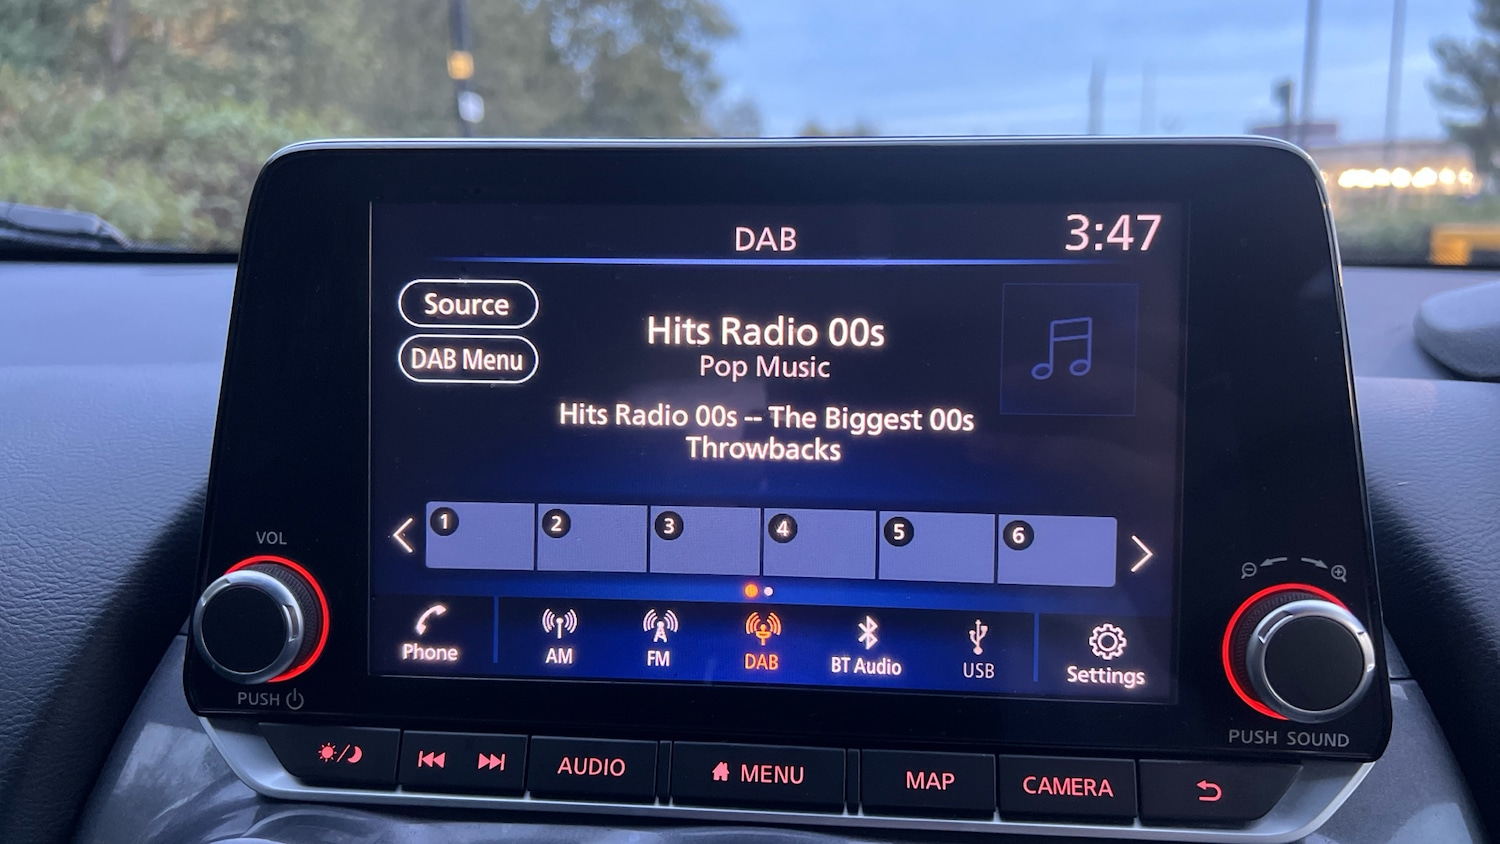 DAB
3:47
Source
DAB Menu
Hits Radio 00s
Pop Music
Hits Radio 00s -- The Biggest 00s
Throwbacks
1 2 3 4 5 6
Phone AM FM DAB BT Audio USB Settings
VOL
PUSH
PUSH SOUND
AUDIO MENU MAP CAMERA